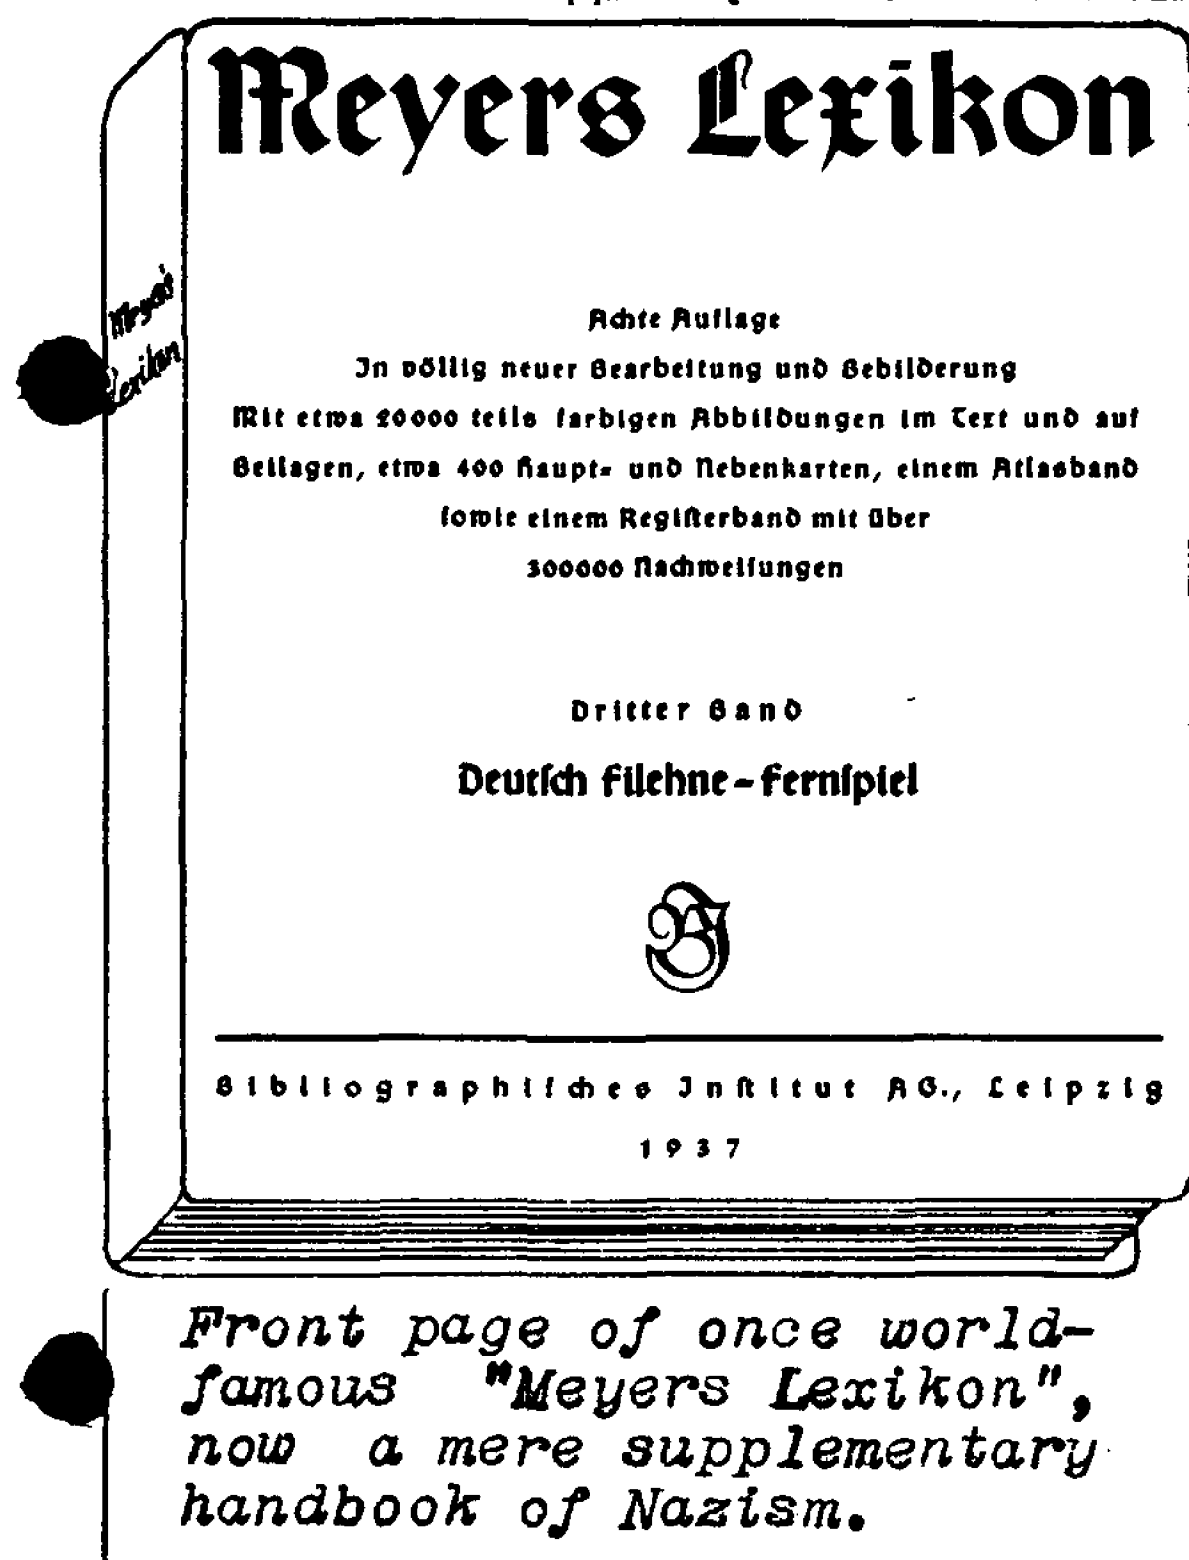 Meyers Lexikon
Meyers
Lexikon
Achte Auflage
In völlig neuer Bearbeitung und Bebilderung
Mit etwa 20000 teils farbigen Abbildungen im Text und auf
Beilagen, etwa 400 Haupt- und Nebenkarten, einem Atlasband
sowie einem Registerband mit über
300000 Nachweisungen
Dritter Band
Deutsch Filehne-Fernspiel
Bibliographisches Institut AG., Leipzig
1937
Front page of once world-
famous "Meyers Lexikon",
now a mere supplementary
handbook of Nazism.